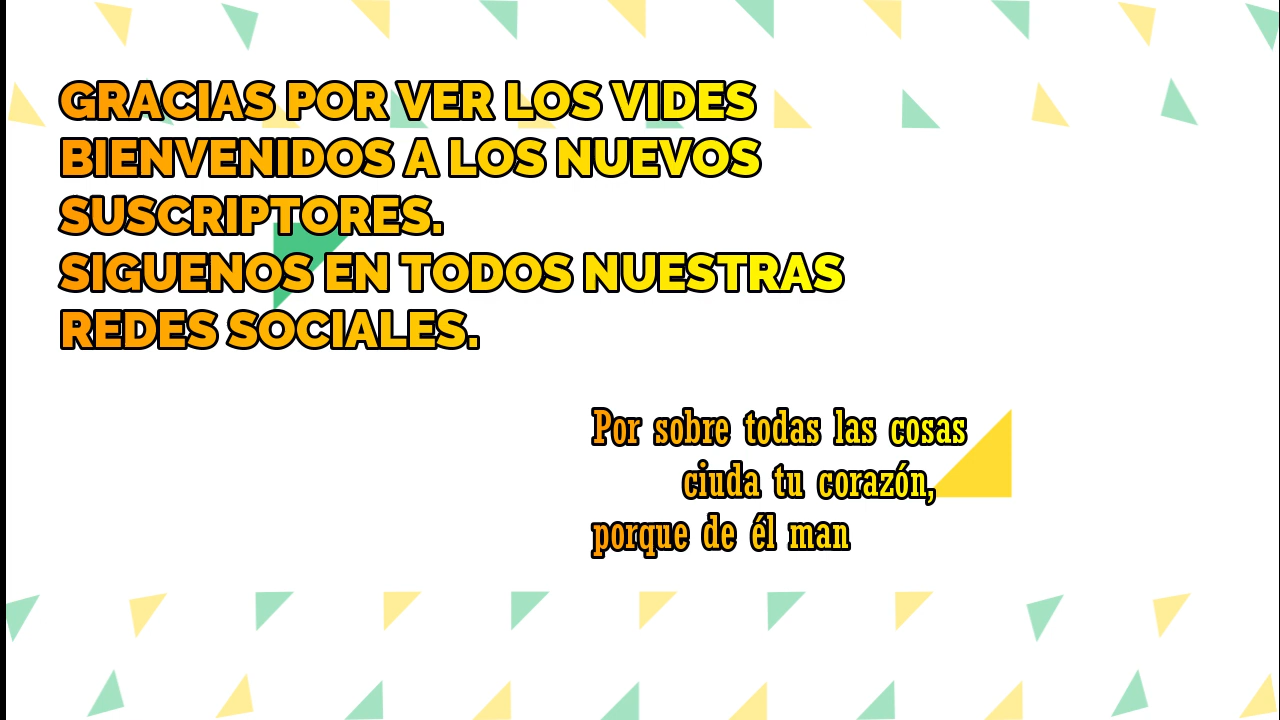 GRACIAS POR VER LOS VIDES
BIENVENIDOS A LOS NUEVOS
SUSCRIPTORES.
SIGUENOS EN TODOS NUESTRAS
REDES SOCIALES.
Por sobre todas las cosas
ciuda tu corazón,
porque de él man